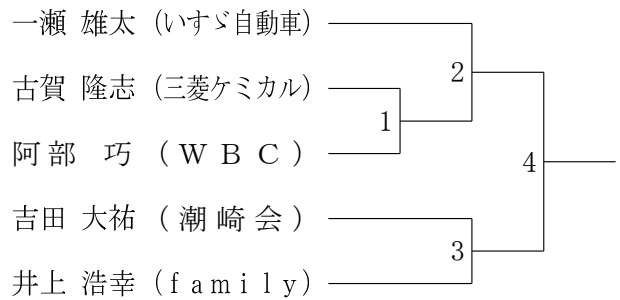 一瀬 雄太 (いすゞ自動車)
2
古賀 隆志 (三菱ケミカル)
1
阿部 巧 (WBC)
4
吉田 大祐 (潮崎会)
3
井上 浩幸 (family)